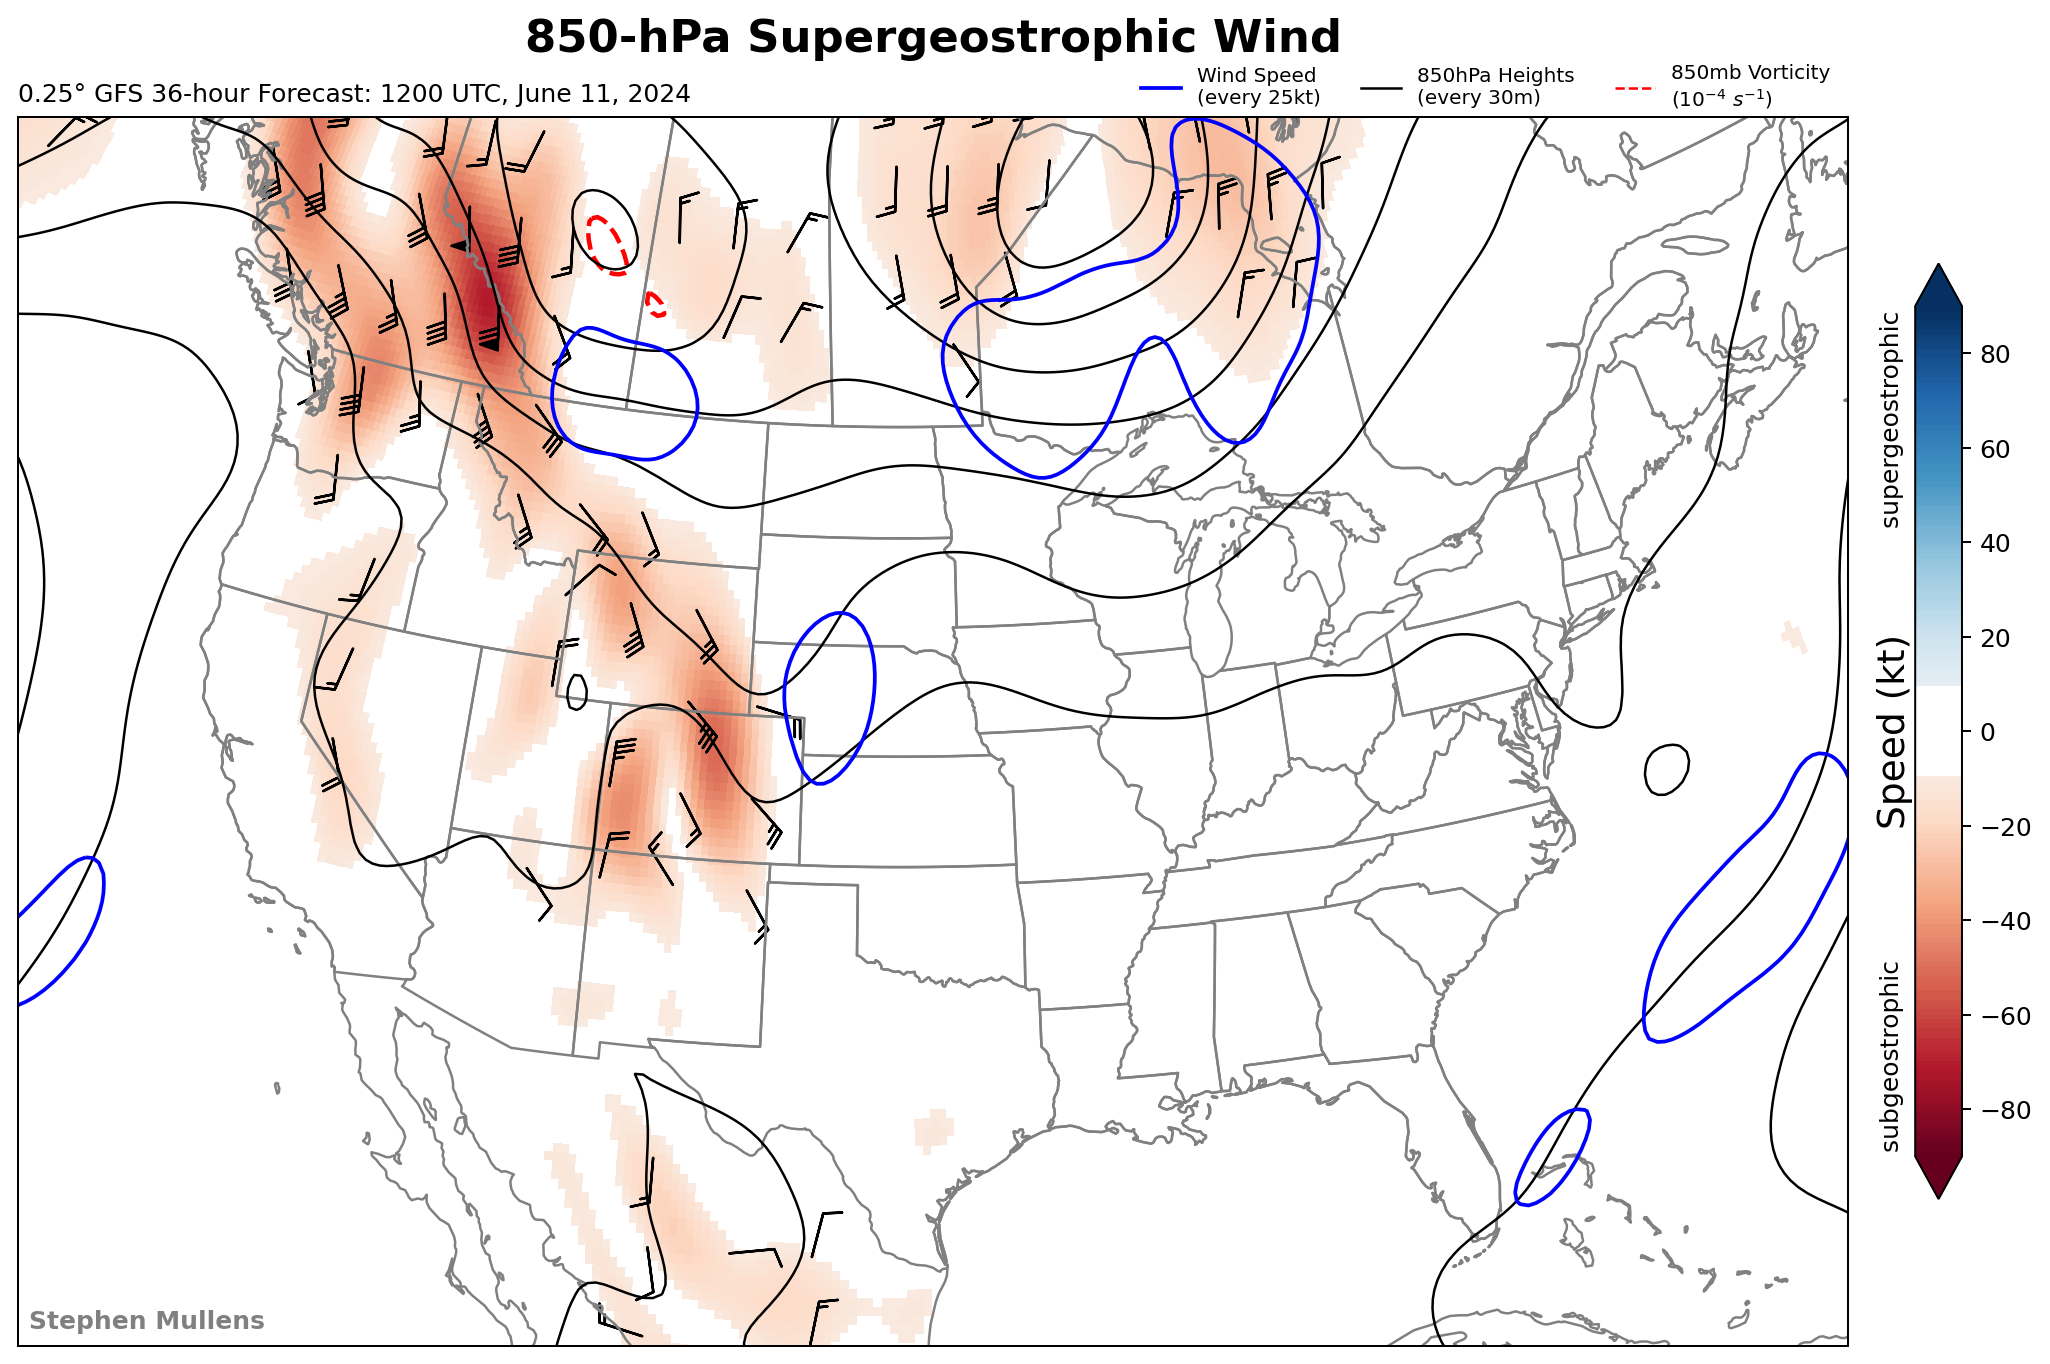 850-hPa Supergeostrophic Wind
0.25° GFS 36-hour Forecast: 1200 UTC, June 11, 2024
Wind Speed
(every 25kt)
850hPa Heights
(every 30m)
850mb Vorticity
(10⁻⁴ s⁻¹)
supergeostrophic
Speed (kt)
subgeostrophic
80
60
40
20
0
−20
−40
−60
−80
Stephen Mullens